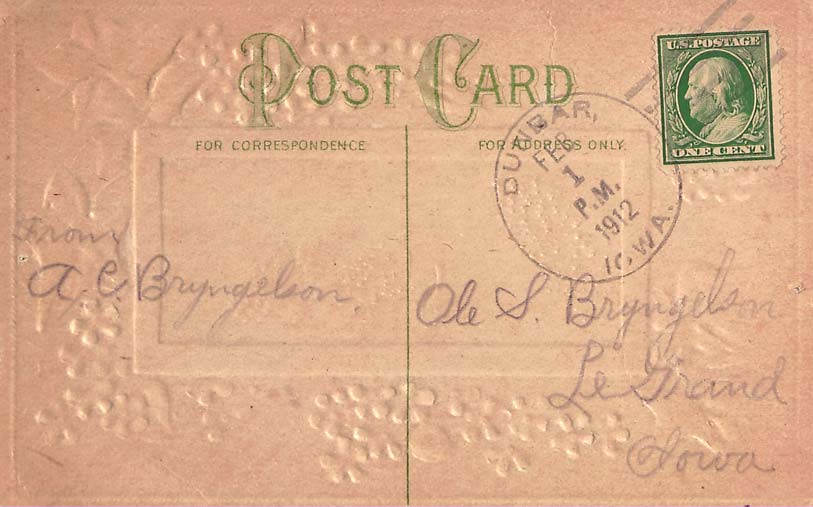 POST CARD
FOR CORRESPONDENCE
FOR ADDRESS ONLY.
U.S. POSTAGE
ONE CENT
DUNBAR,
FEB
1
P.M.
1912
IOWA.
From
A. C. Bryngelson.
Ole S. Bryngelson
Le Grand
Iowa